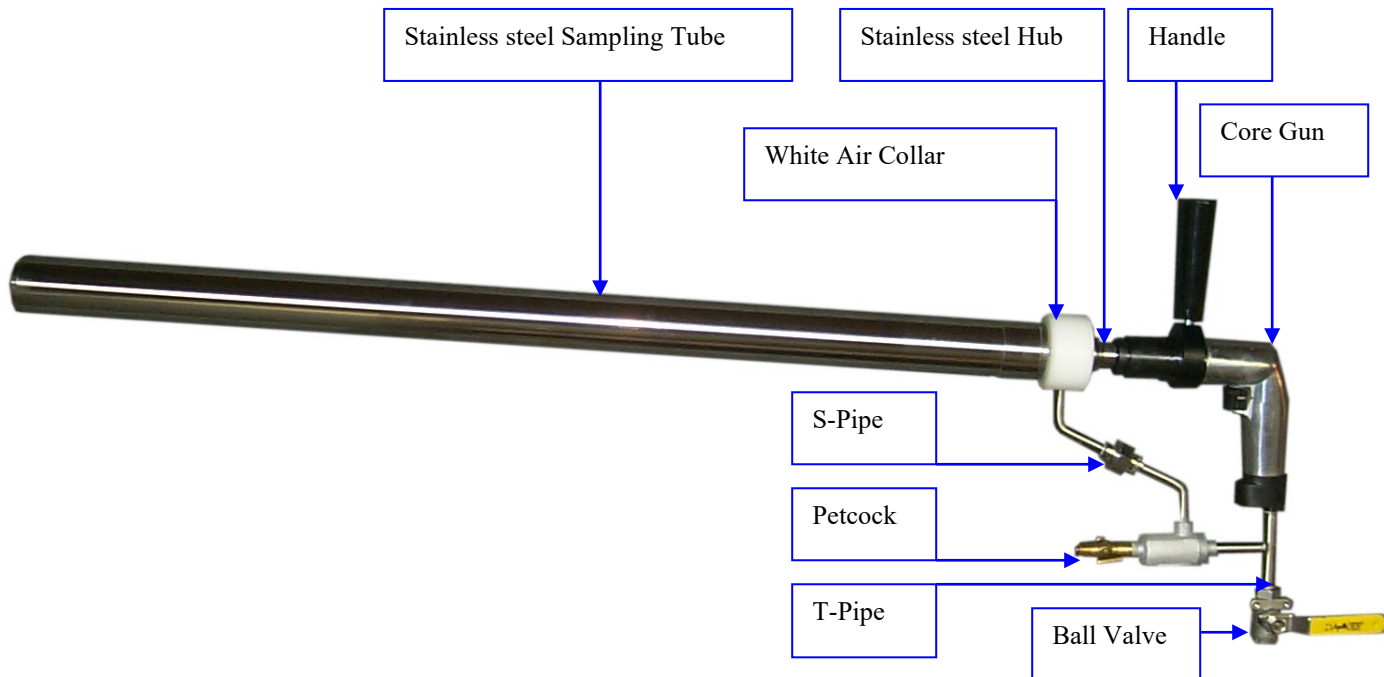 Stainless steel Sampling Tube
Stainless steel Hub
Handle
Core Gun
White Air Collar
S-Pipe
Petcock
T-Pipe
Ball Valve